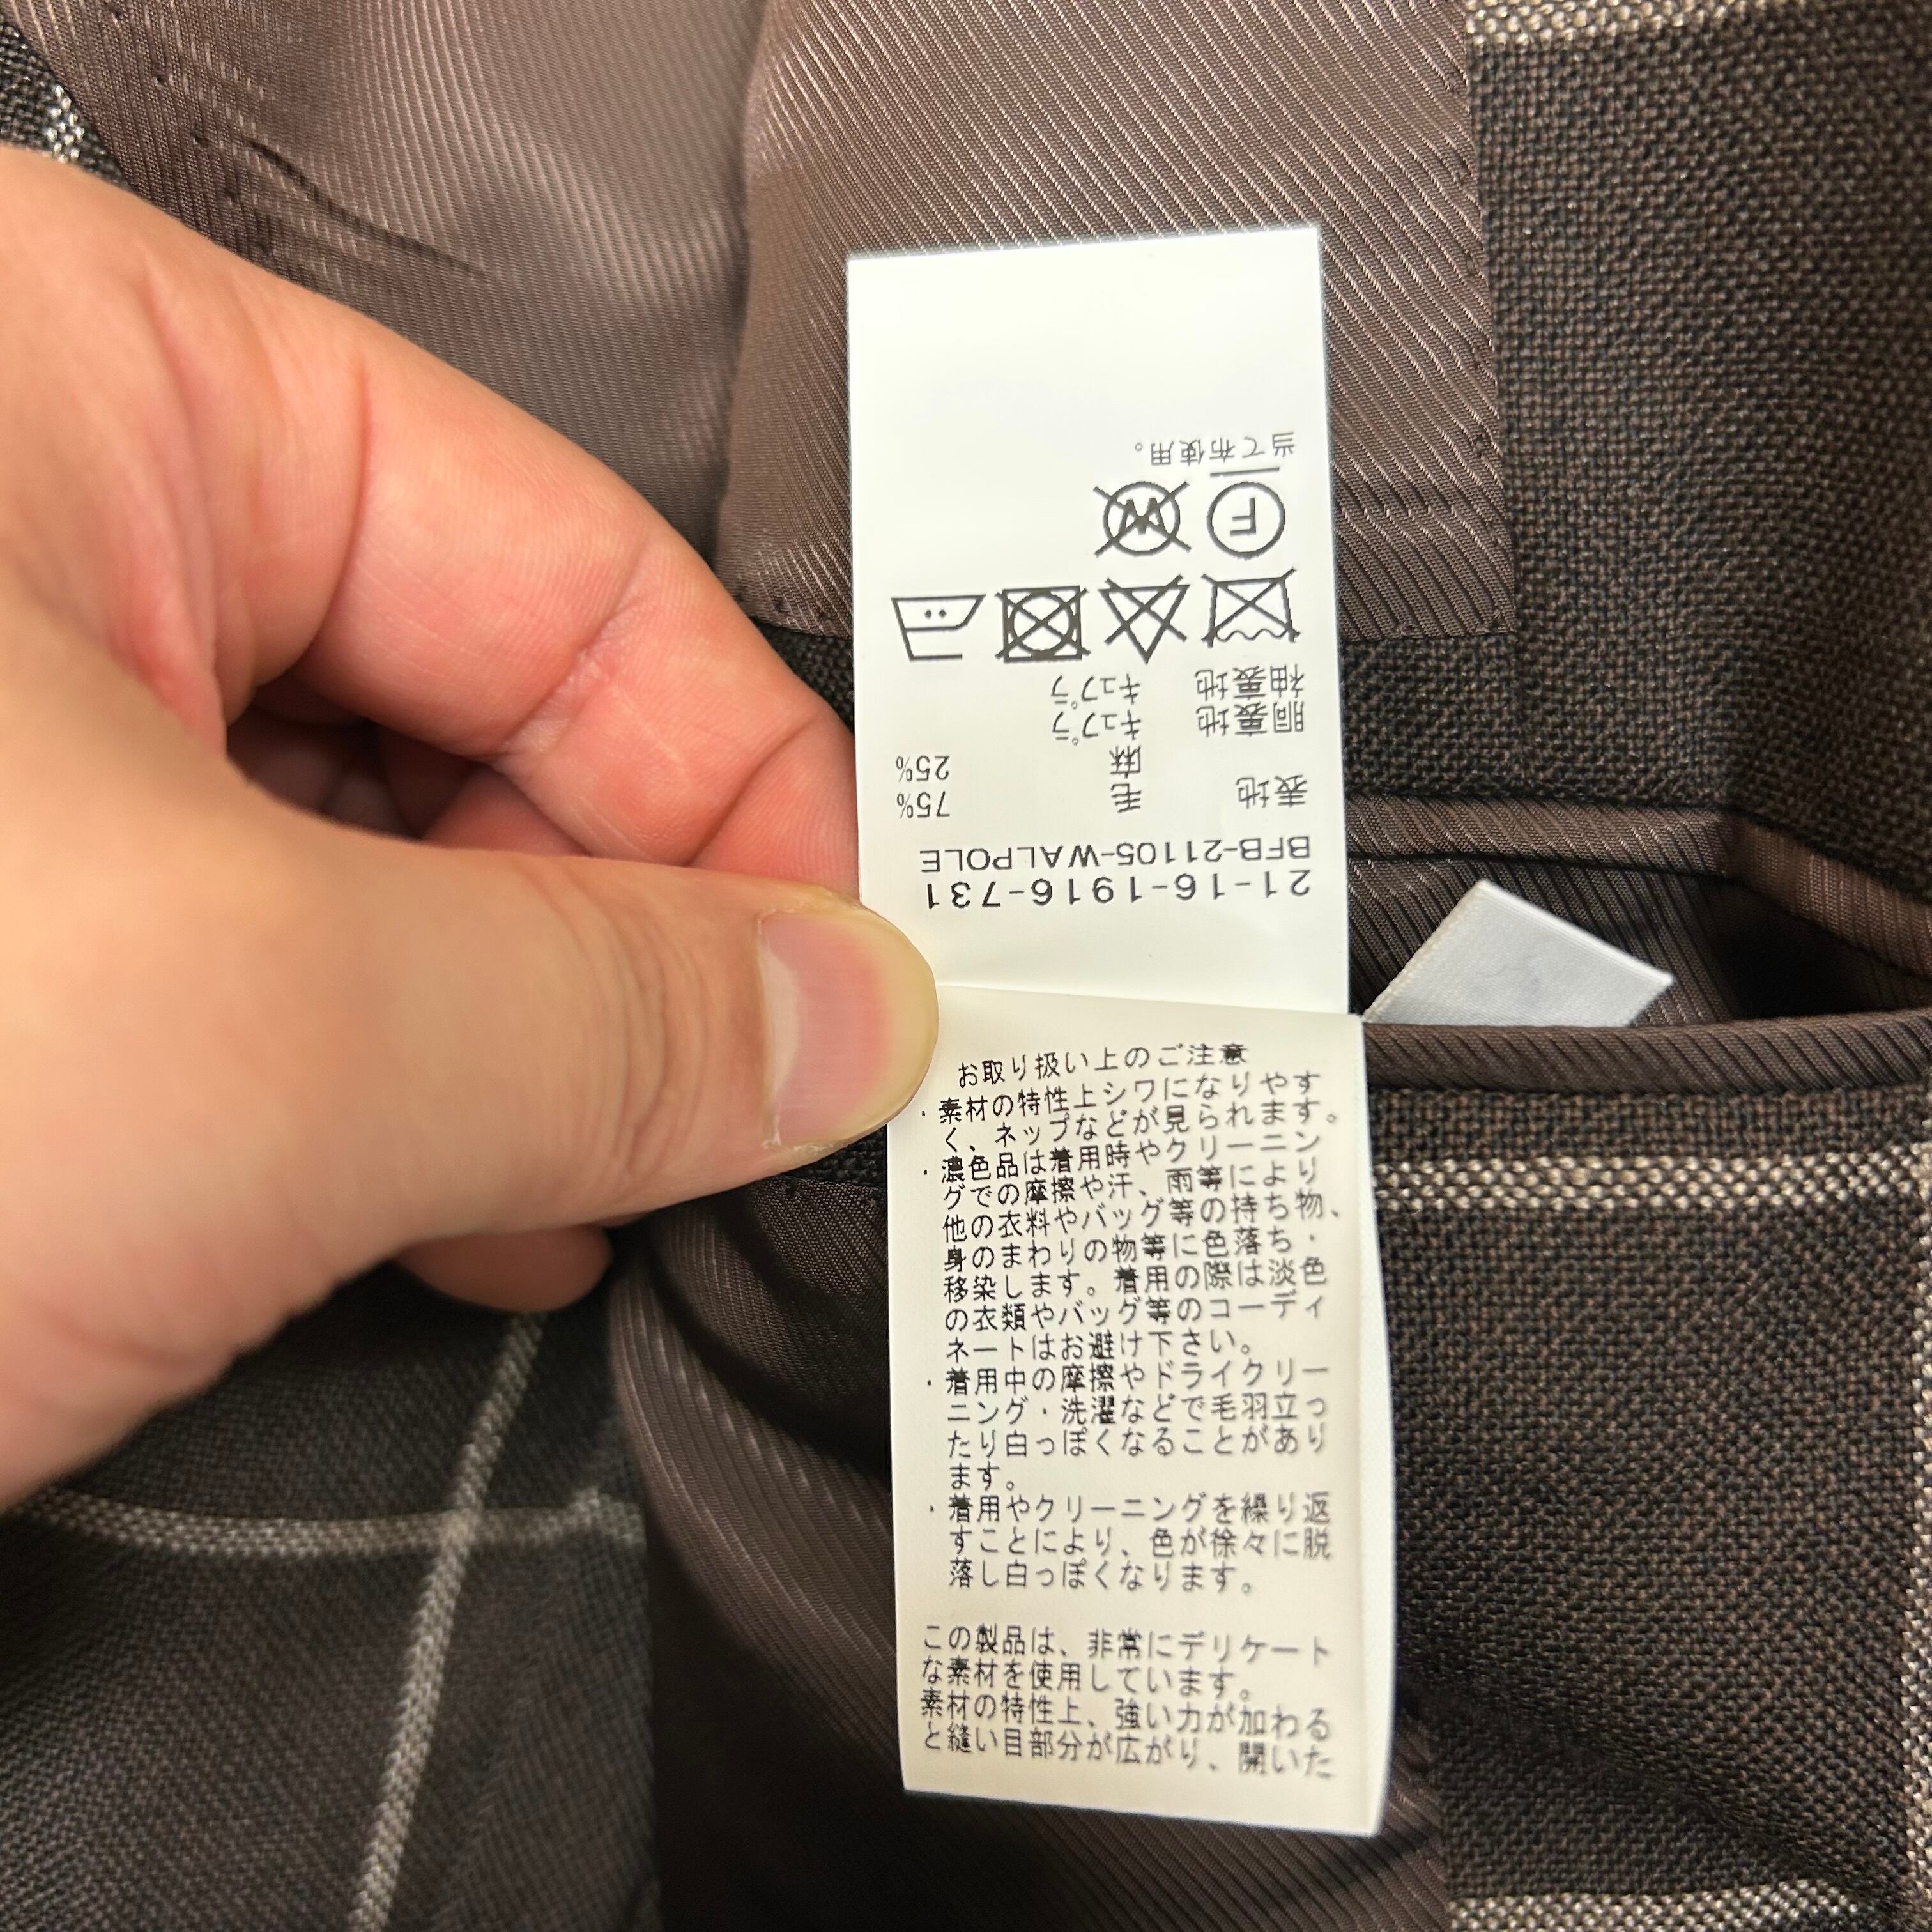 21-16-1916-731
BFB-21105-WALPOLE
表地 毛 75%
麻 25%
胴裏地 キュプラ
袖裏地 キュプラ
F W
当て布使用。
お取り扱い上のご注意
・素材の特性上シワになりやす
く、ネップなどが見られます。
・濃色品は着用時やクリーニン
グでの摩擦や汗、雨等により
他の衣料やバッグ等の持ち物、
身のまわりの物等に色落ち・
移染します。着用の際は淡色
の衣類やバッグ等のコーディ
ネートはお避け下さい。
・着用中の摩擦やドライクリー
ニング・洗濯などで毛羽立っ
たり白っぽくなることがあり
ます。
・着用やクリーニングを繰り返
すことにより、色が徐々に脱
落し白っぽくなります。
この製品は、非常にデリケート
な素材を使用しています。
素材の特性上、強い力が加わる
と縫い目部分が広がり、開いた